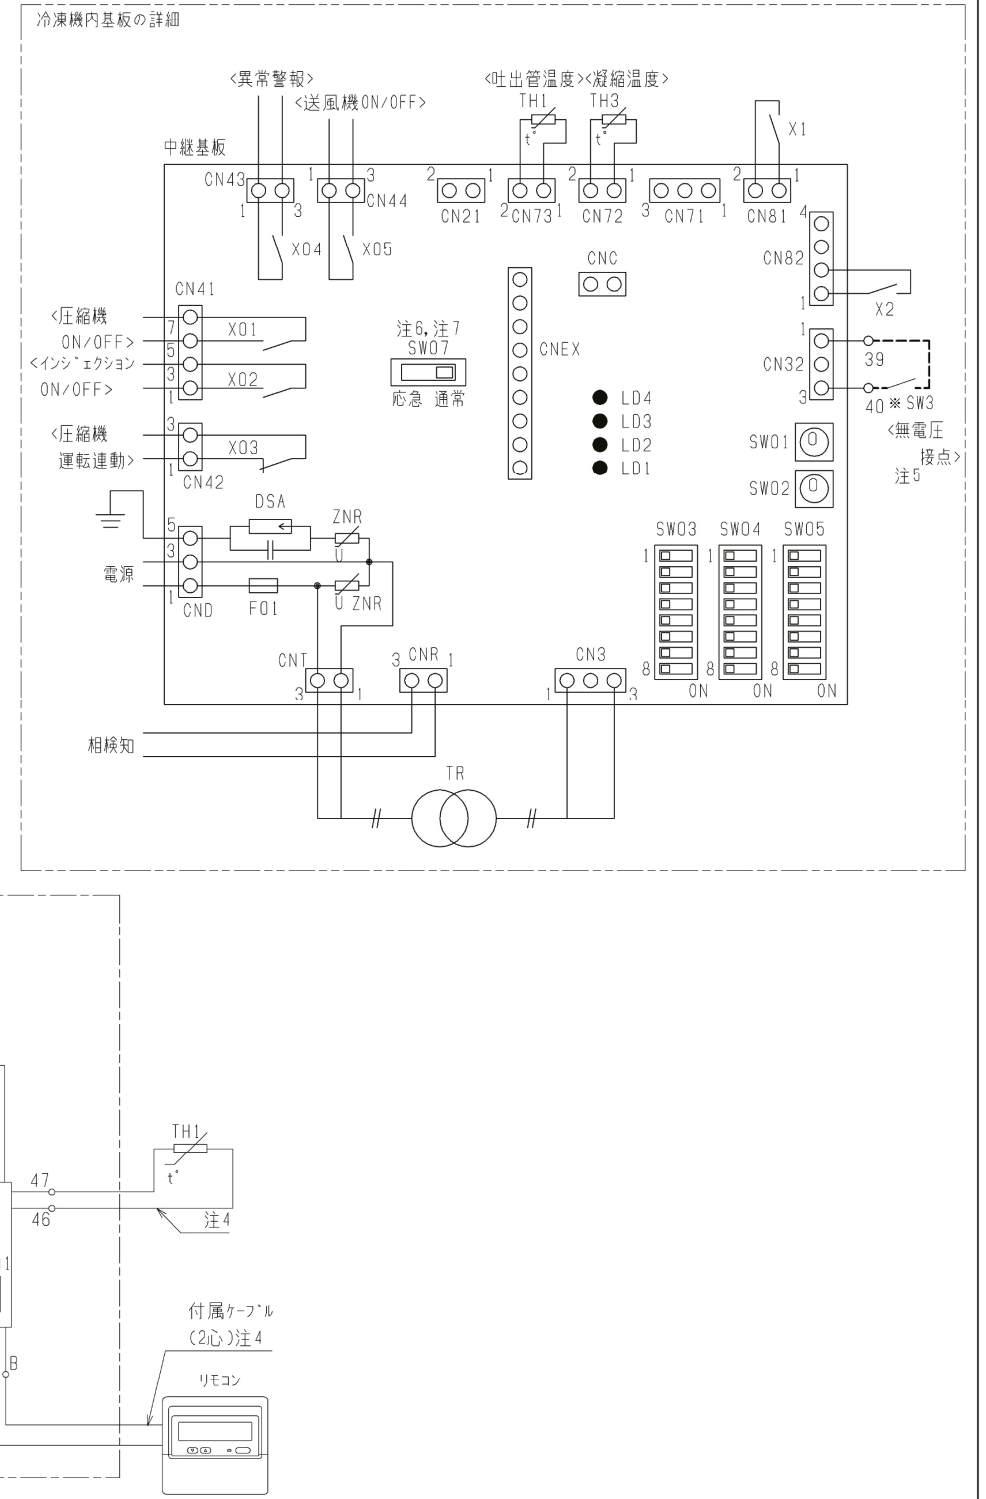 冷凍機内基板の詳細
<異常警報>
<送風機ON/OFF>
<吐出管温度><凝縮温度>
TH1
TH3
t°
t°
X1
中継基板
CN43
1
3
1
3
CN44
2
1
CN21
2
CN73
1
2
1
CN72
3
CN71
1
2
1
CN81
X04
X05
4
CN82
1
X2
CN41
<圧縮機
ON/OFF>
7
X01
5
<インジェクション
ON/OFF>
3
X02
1
注6,注7
SW07
応急 通常
CNC
CNEX
1
CN32
3
39
40
※SW3
<無電圧
接点>
注5
LD4
LD3
LD2
LD1
<圧縮機
運転連動>
3
X03
1
CN42
SW01
0
SW02
0
DSA
ZNR
U
5
3
電源
1
CND
F01
U ZNR
SW03
SW04
SW05
1
1
1
8
8
8
ON
ON
ON
CNT
3
1
3
CNR
1
CN3
1
3
相検知
TR
TH1
t°
47
46
注4
1
付属ケーブル
(2心)注4
B
リモコン